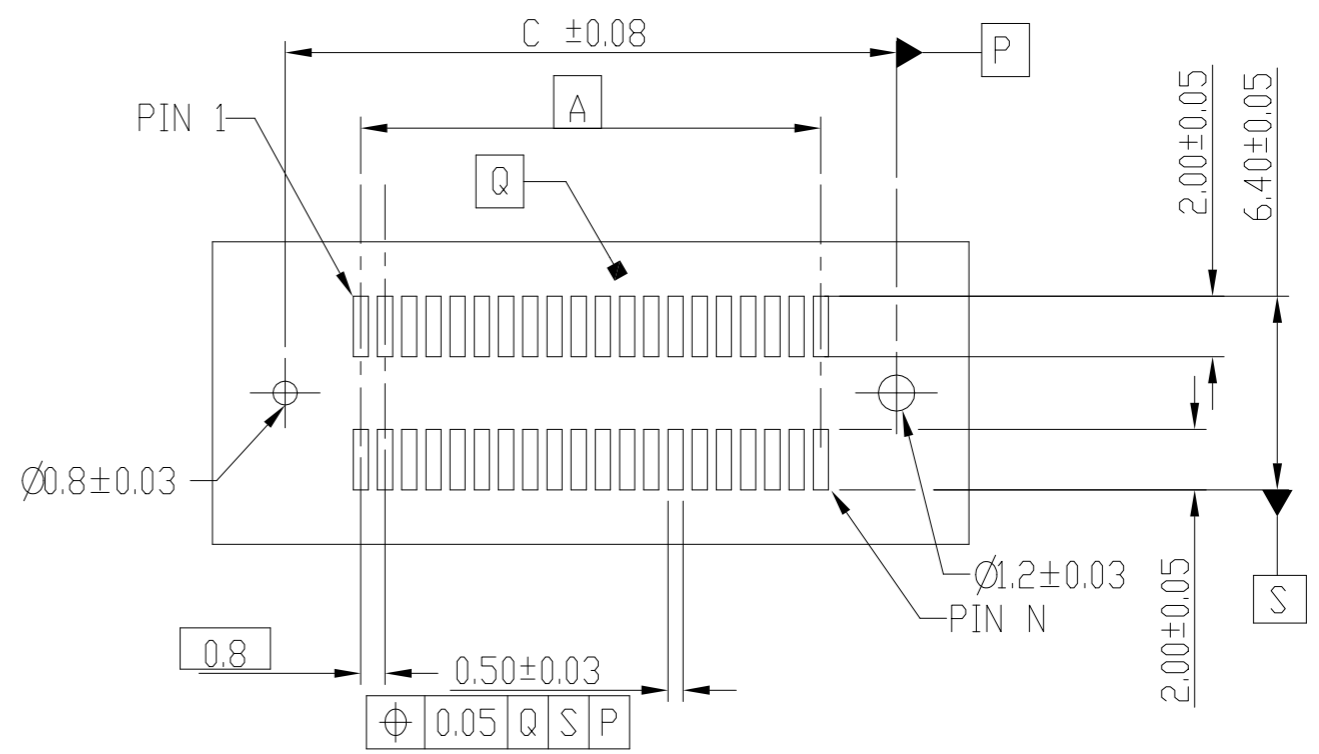 C ±0.08
P
A
PIN 1
Q
2.00±0.05
6.40±0.05
Ø0.8±0.03
Ø1.2±0.03
PIN N
2.00±0.05
S
0.8
0.50±0.03
⌖ 0.05 Q S P